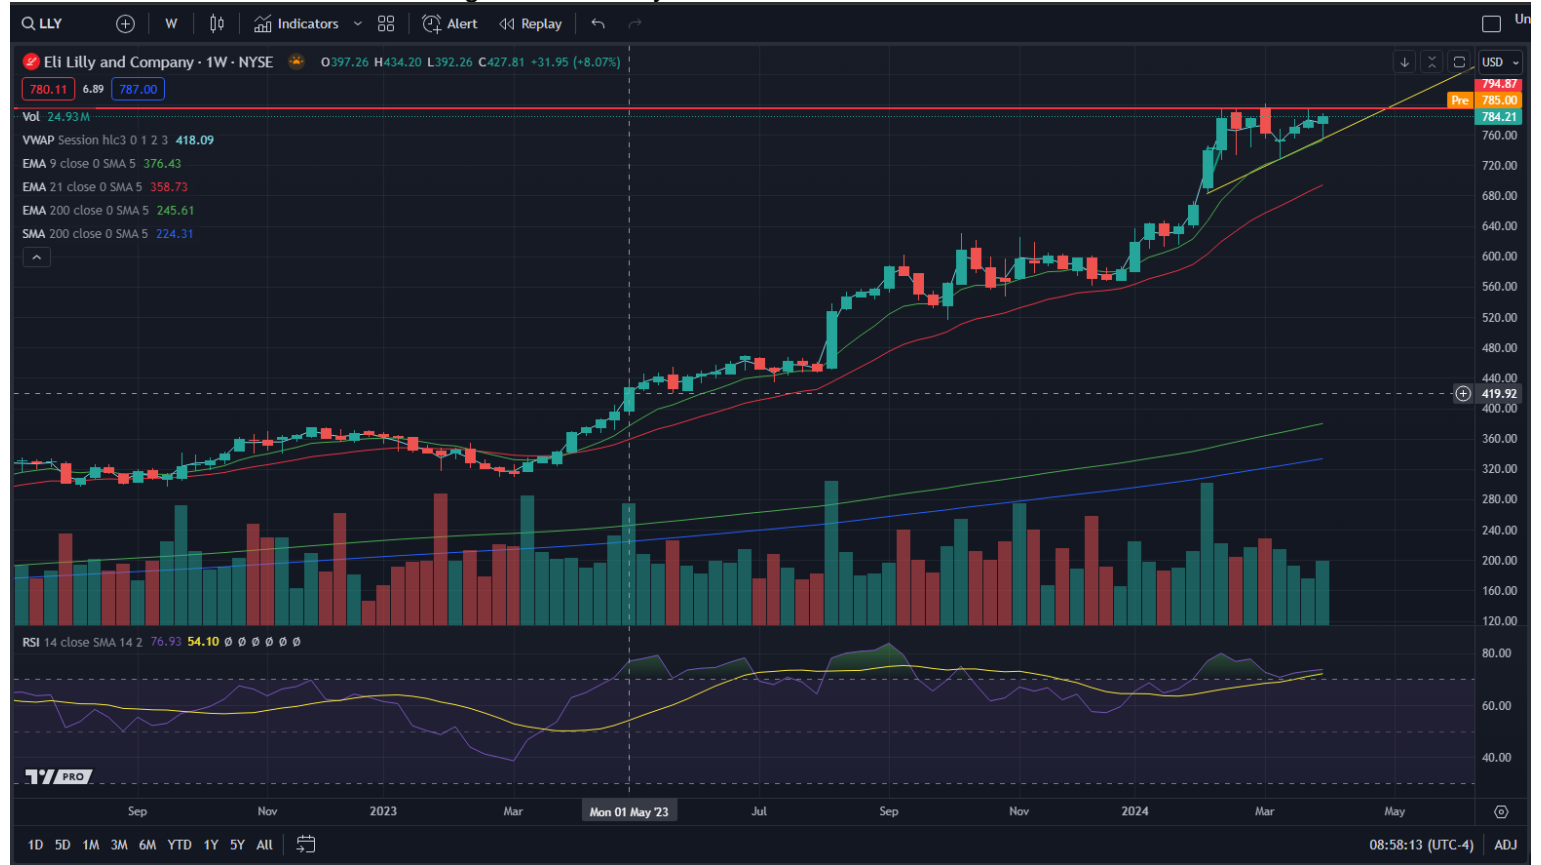 LLY W Indicators Alert Replay Un
Eli Lilly and Company · 1W · NYSE O397.26 H434.20 L392.26 C427.81 +31.95 (+8.07%) USD
780.11 6.89 787.00 794.87
Pre 785.00
Vol 24.93M 784.21
VWAP Session hlc3 0 1 2 3 418.09 760.00
EMA 9 close 0 SMA 5 376.43 720.00
EMA 21 close 0 SMA 5 358.73 680.00
EMA 200 close 0 SMA 5 245.61 640.00
SMA 200 close 0 SMA 5 224.31
600.00
560.00
520.00
480.00
440.00
419.92
400.00
360.00
320.00
280.00
240.00
200.00
160.00
120.00
RSI 14 close SMA 14 2 76.93 54.10 Ø Ø Ø Ø Ø Ø 80.00
60.00
40.00
TV PRO
Sep Nov 2023 Mar Mon 01 May '23 Jul Sep Nov 2024 Mar May
1D 5D 1M 3M 6M YTD 1Y 5Y All 08:58:13 (UTC-4) ADJ